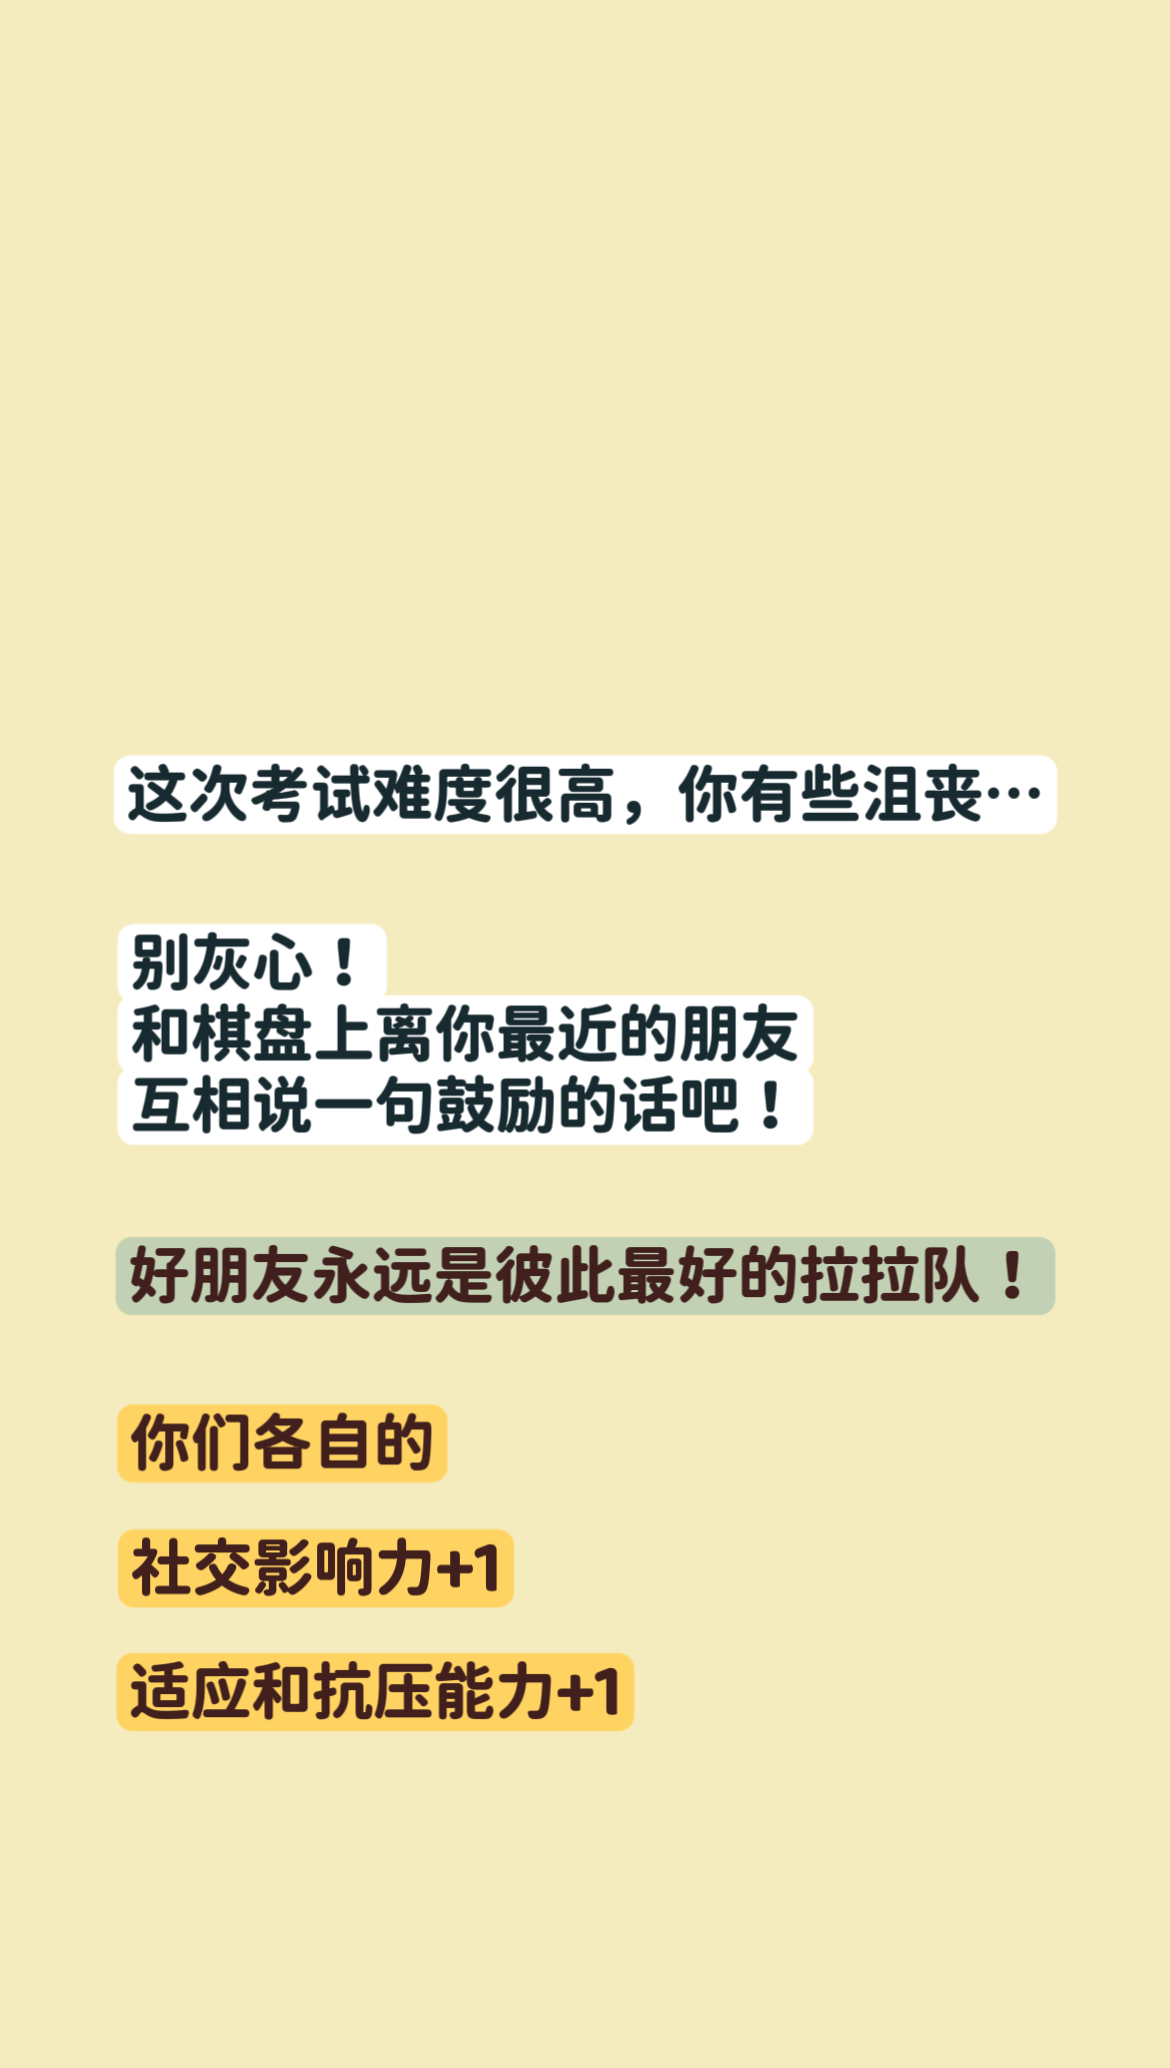 这次考试难度很高，你有些沮丧…
别灰心！
和棋盘上离你最近的朋友
互相说一句鼓励的话吧！
好朋友永远是彼此最好的拉拉队！
你们各自的
社交影响力+1
适应和抗压能力+1